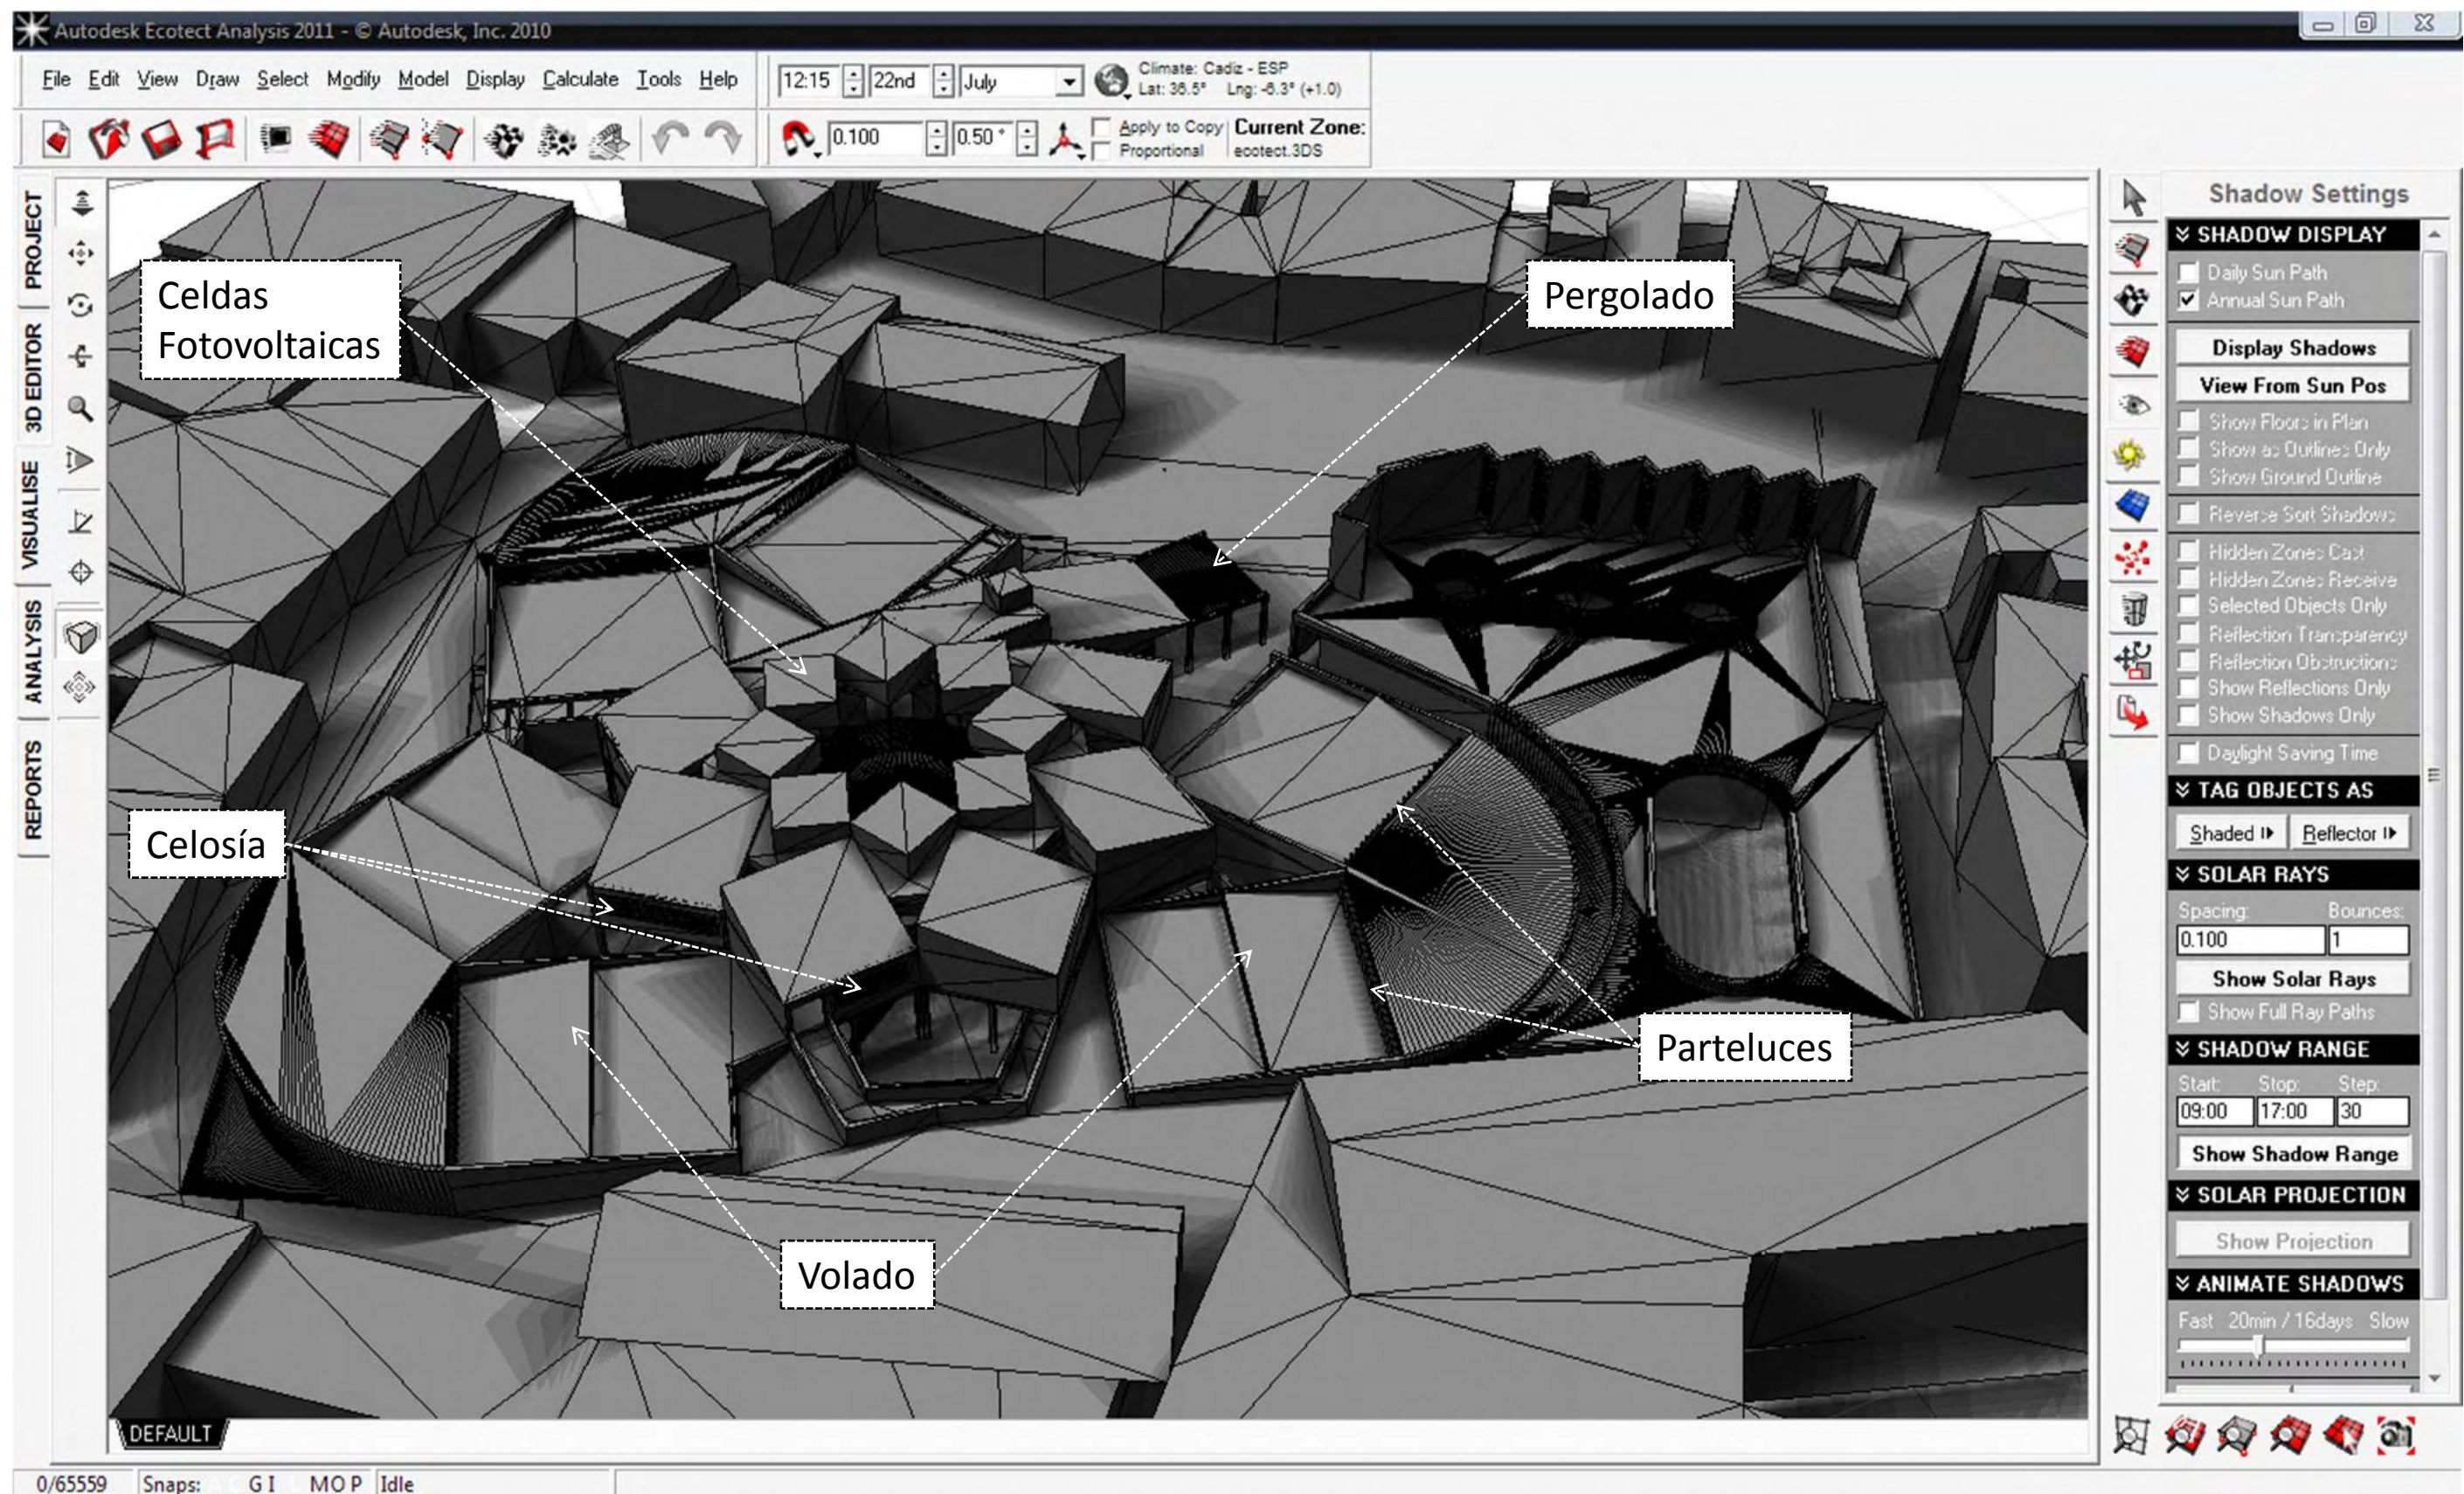 Autodesk Ecotect Analysis 2011 - © Autodesk, Inc. 2010
File Edit View Draw Select Modify Model Display Calculate Tools Help
12:15 22nd July
Climate: Cadiz - ESP
Lat: 36.5° Lng: -6.3° (+1.0)
0.100 0.50 °
Apply to Copy
Proportional
Current Zone:
ecotect.3DS
PROJECT
3D EDITOR
VISUALISE
ANALYSIS
REPORTS
Celdas
Fotovoltaicas
Pergolado
Celosía
Parteluces
Volado
DEFAULT
Shadow Settings
SHADOW DISPLAY
Daily Sun Path
Annual Sun Path
Display Shadows
View From Sun Pos
Show Floors in Plan
Show as Outlines Only
Show Ground Outline
Reverse Sort Shadows
Hidden Zones Cast
Hidden Zones Receive
Selected Objects Only
Reflection Transparency
Reflection Obstructions
Show Reflections Only
Show Shadows Only
Daylight Saving Time
TAG OBJECTS AS
Shaded Reflector
SOLAR RAYS
Spacing: Bounces:
0.100 1
Show Solar Rays
Show Full Ray Paths
SHADOW RANGE
Start: Stop: Step:
09:00 17:00 30
Show Shadow Range
SOLAR PROJECTION
Show Projection
ANIMATE SHADOWS
Fast 20min / 16days Slow
0/65559 Snaps: A C G I L M O P Idle